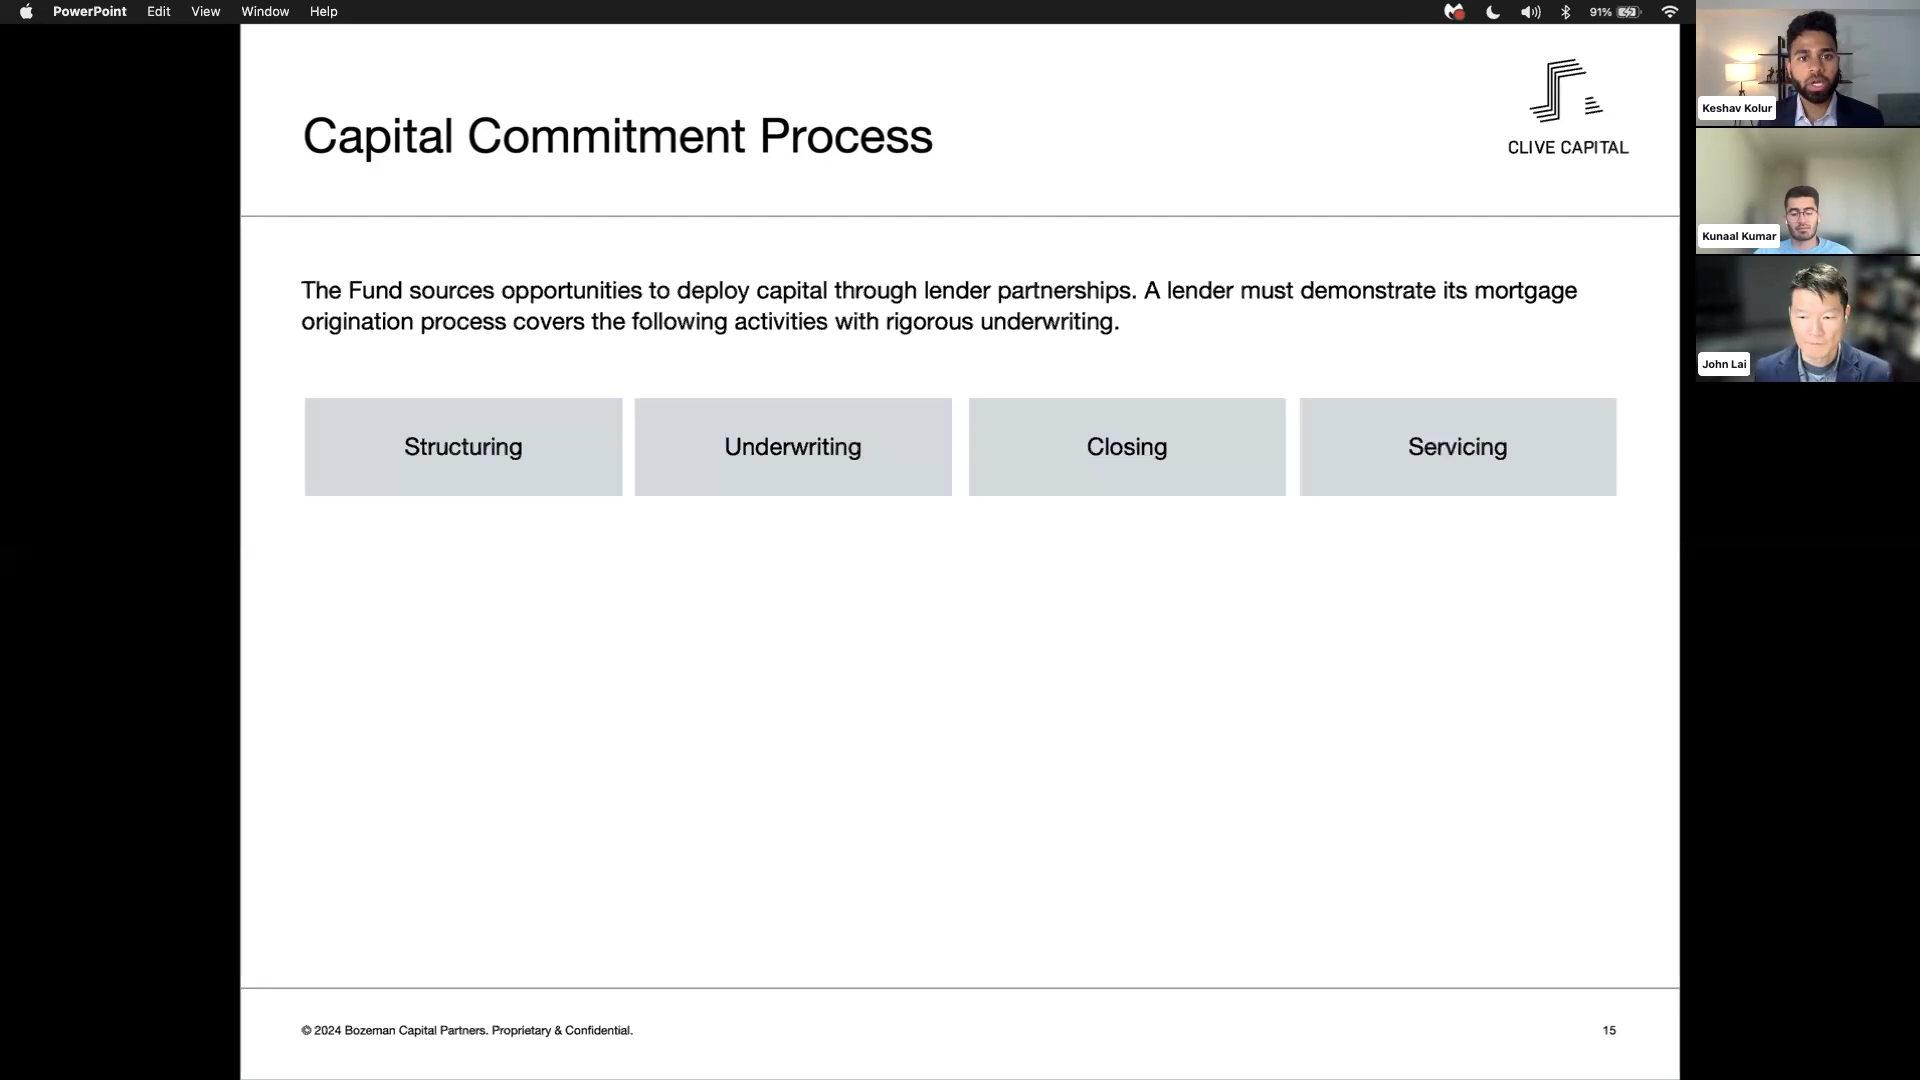 PowerPoint Edit View Window Help
91%
Keshav Kolur
Kunaal Kumar
John Lai
CLIVE CAPITAL
Capital Commitment Process
The Fund sources opportunities to deploy capital through lender partnerships. A lender must demonstrate its mortgage
origination process covers the following activities with rigorous underwriting.
Structuring
Underwriting
Closing
Servicing
© 2024 Bozeman Capital Partners. Proprietary & Confidential.
15